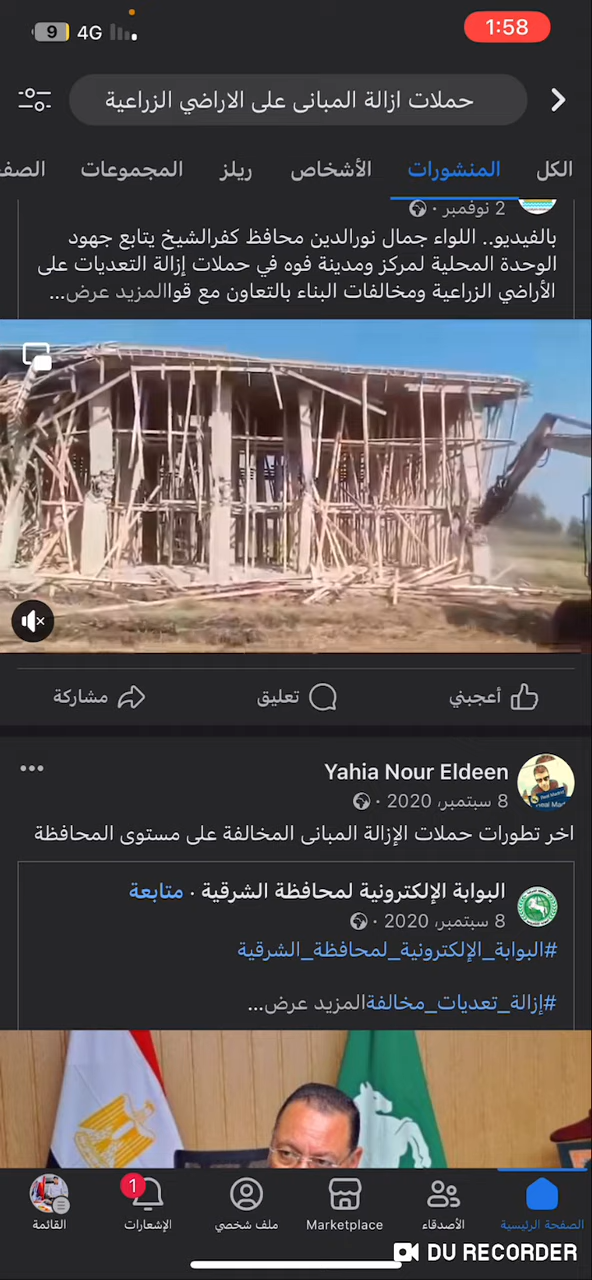 9 4G 1:58
حملات ازالة المبانى على الاراضي الزراعية
الكل المنشورات الأشخاص ريلز المجموعات الصف
2 نوفمبر ·
بالفيديو.. اللواء جمال نورالدين محافظ كفرالشيخ يتابع جهود
الوحدة المحلية لمركز ومدينة فوه في حملات إزالة التعديات على
الأراضي الزراعية ومخالفات البناء بالتعاون مع قواالمزيد عرض...
أعجبني تعليق مشاركة
Yahia Nour Eldeen
8 سبتمبر، 2020 ·
اخر تطورات حملات الإزالة المبانى المخالفة على مستوى المحافظة
البوابة الإلكترونية لمحافظة الشرقية · متابعة
8 سبتمبر، 2020 ·
#البوابة_الإلكترونية_لمحافظة_الشرقية
#إزالة_تعديات_مخالفةالمزيد عرض...
1
الصفحة الرئيسية الأصدقاء Marketplace ملف شخصي الإشعارات القائمة
DU RECORDER